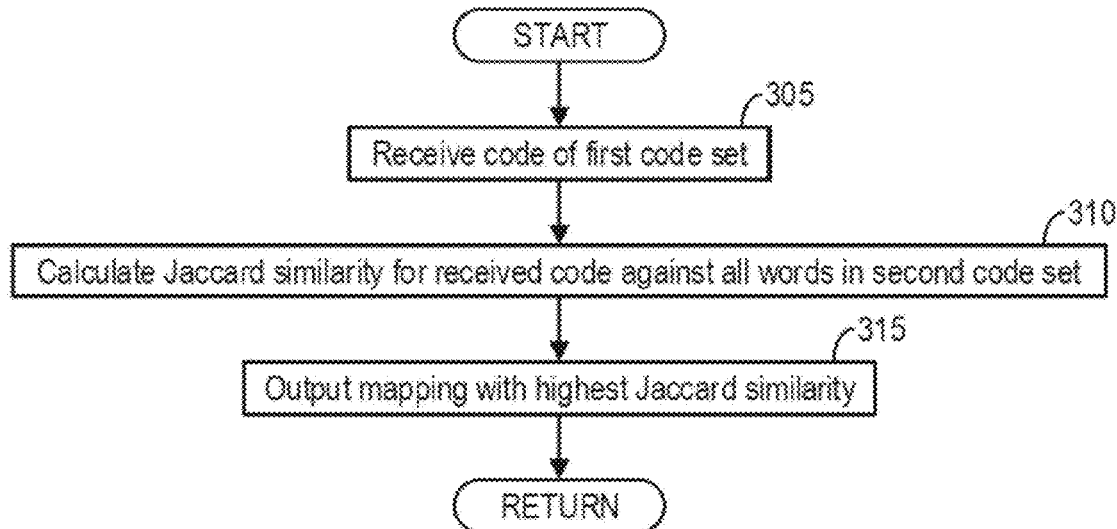 START
305
Receive code of first code set
310
Calculate Jaccard similarity for received code against all words in second code set
315
Output mapping with highest Jaccard similarity
RETURN